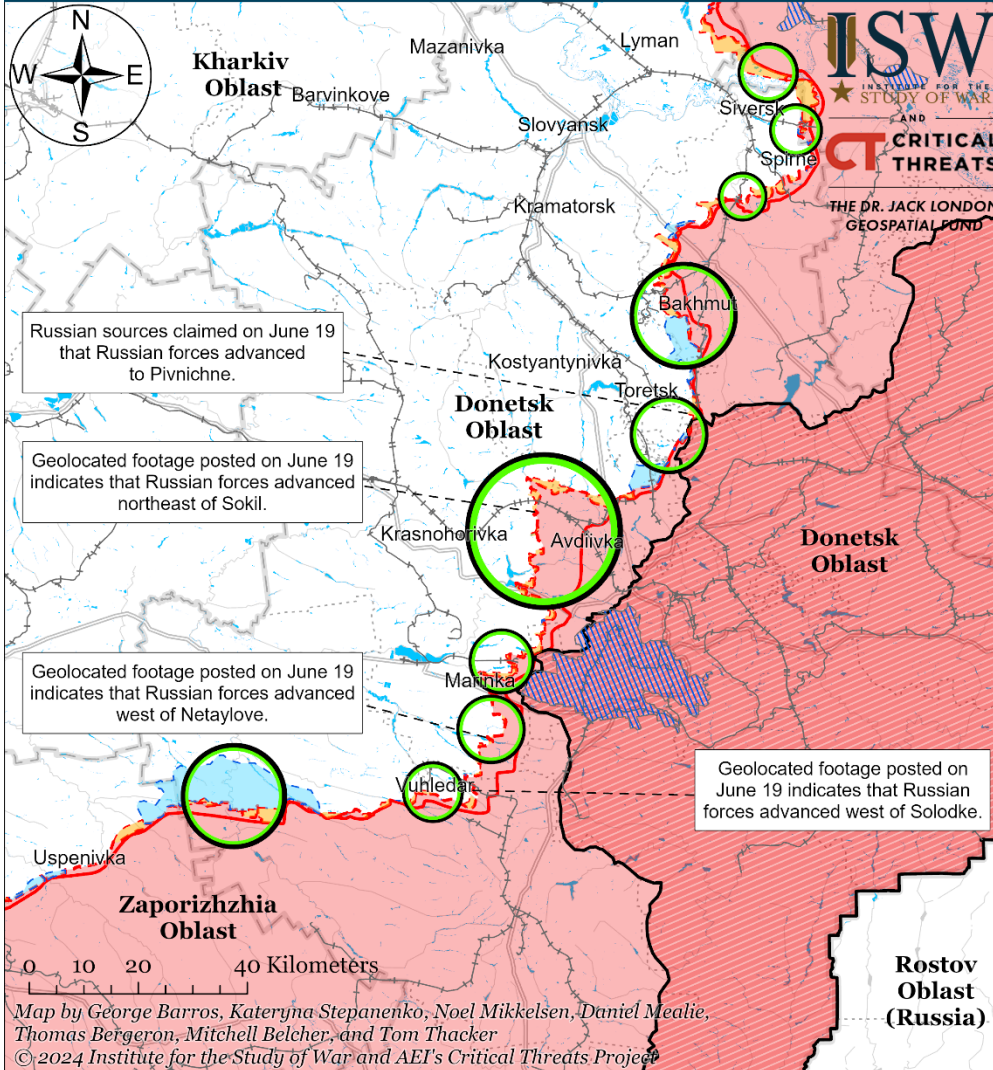 N
W
E
S
ISW
INSTITUTE FOR THE
STUDY OF WAR
AND
CT
CRITICAL
THREATS
THE DR. JACK LONDON
GEOSPATIAL FUND
Kharkiv
Oblast
Mazanivka
Lyman
Barvinkove
Siversk
Slovyansk
Spirne
Kramatorsk
Bakhmut
Russian sources claimed on June 19
that Russian forces advanced
to Pivnichne.
Kostyantynivka
Toretsk
Donetsk
Oblast
Geolocated footage posted on June 19
indicates that Russian forces advanced
northeast of Sokil.
Krasnohorivka
Avdiivka
Donetsk
Oblast
Geolocated footage posted on June 19
indicates that Russian forces advanced
west of Netaylove.
Marinka
Vuhledar
Geolocated footage posted on
June 19 indicates that Russian
forces advanced west of Solodke.
Uspenivka
Zaporizhzhia
Oblast
Rostov
Oblast
(Russia)
0 10 20 40 Kilometers
Map by George Barros, Kateryna Stepanenko, Noel Mikkelsen, Daniel Mealie,
Thomas Bergeron, Mitchell Belcher, and Tom Thacker
© 2024 Institute for the Study of War and AEI's Critical Threats Project